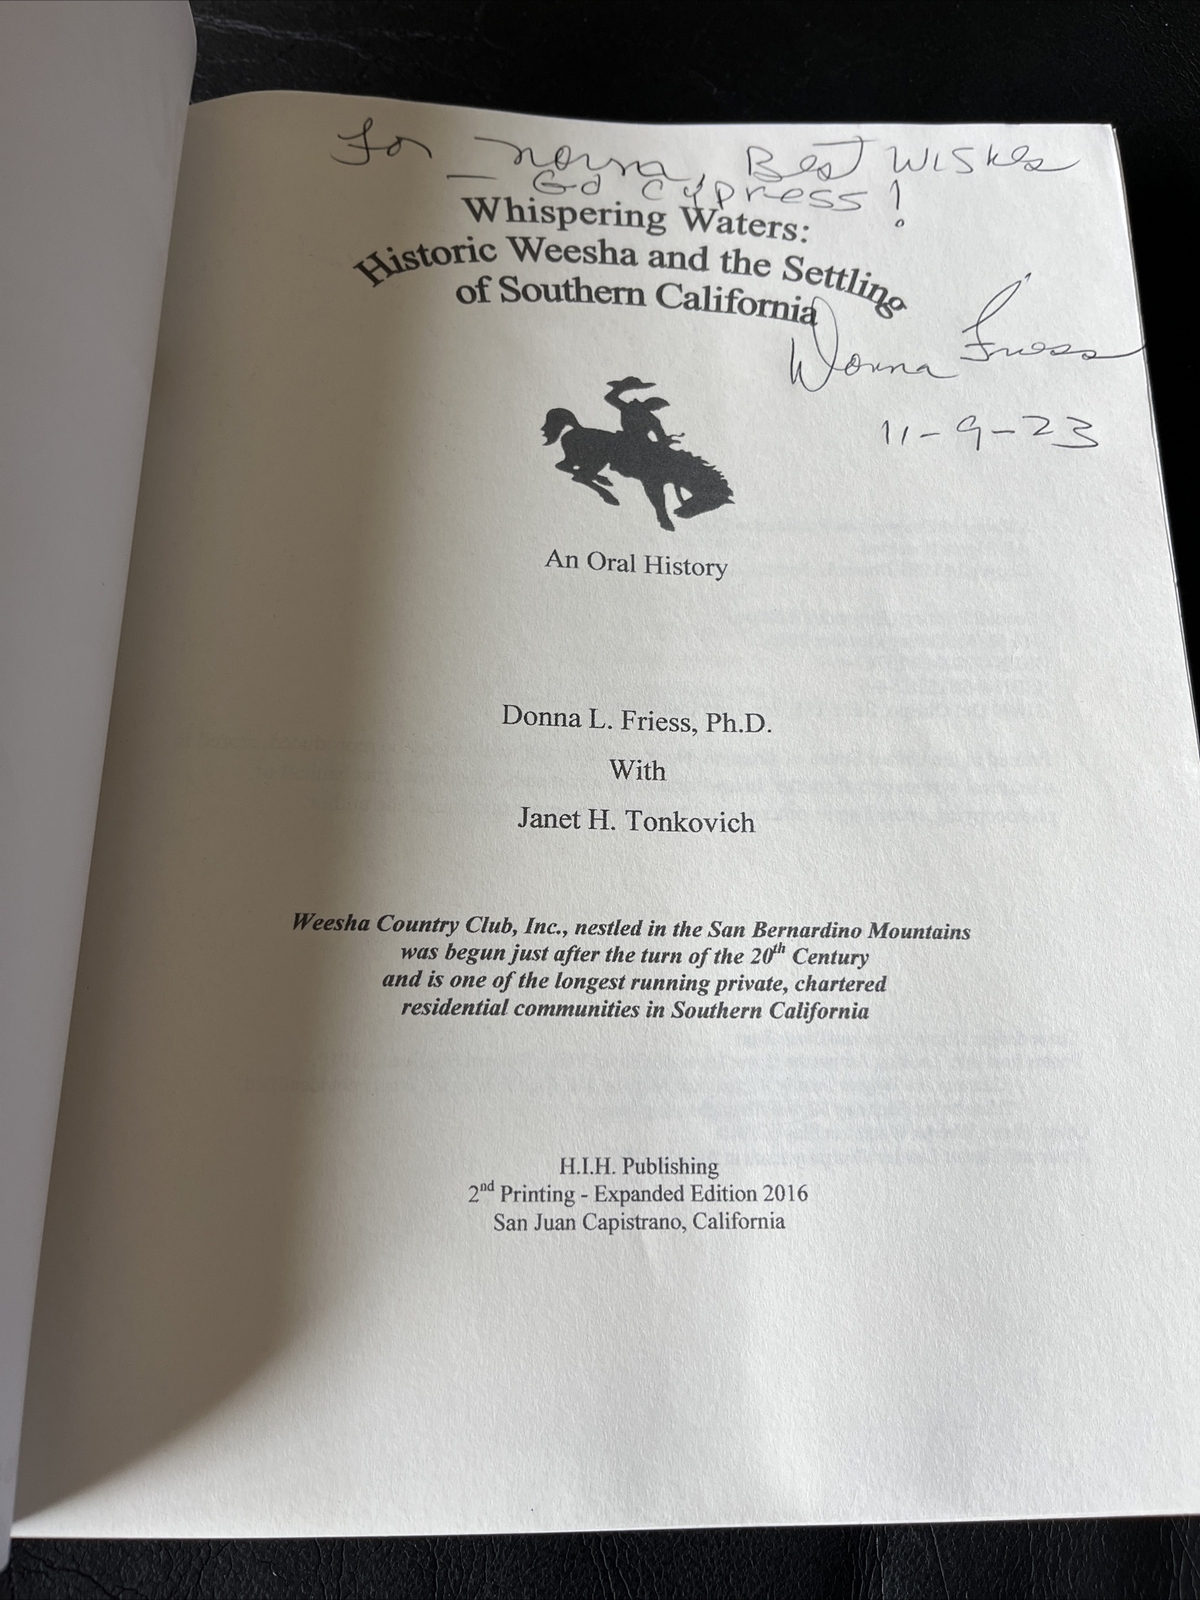 For Norma, Best Wishes
Go Cypress!
Whispering Waters:
Historic Weesha and the Settling
of Southern California
Donna Friess
11-9-23
An Oral History
Donna L. Friess, Ph.D.
With
Janet H. Tonkovich
Weesha Country Club, Inc., nestled in the San Bernardino Mountains
was begun just after the turn of the 20th Century
and is one of the longest running private, chartered
residential communities in Southern California
H.I.H. Publishing
2nd Printing - Expanded Edition 2016
San Juan Capistrano, California